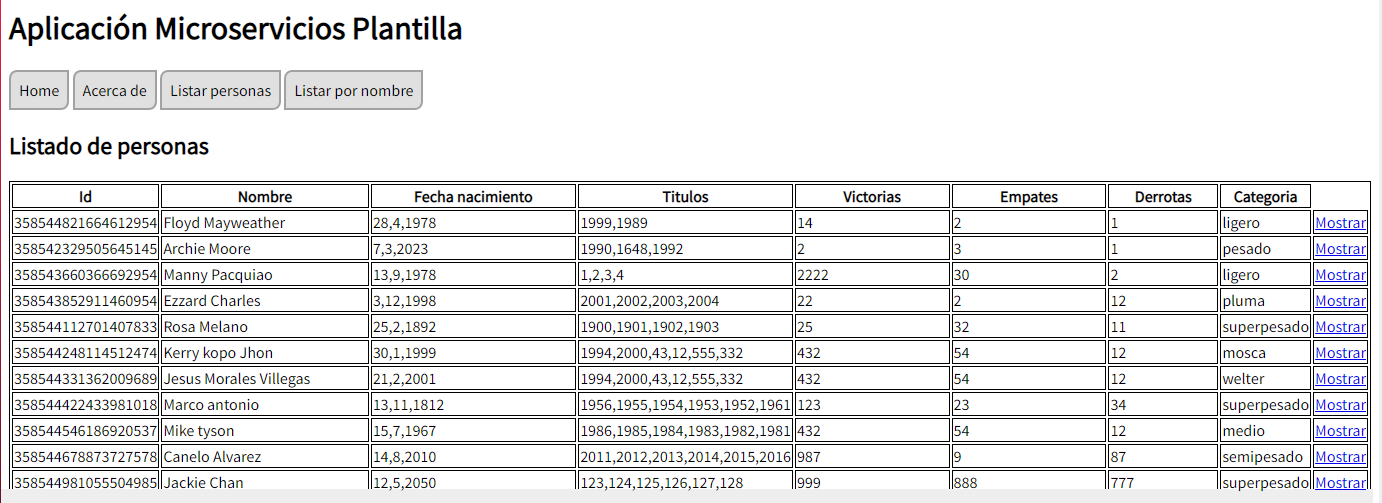 Aplicación Microservicios Plantilla
Home Acerca de Listar personas Listar por nombre
Listado de personas
Id Nombre Fecha nacimiento Titulos Victorias Empates Derrotas Categoria
358544821664612954 Floyd Mayweather 28,4,1978 1999,1989 14 2 1 ligero Mostrar
358542329505645145 Archie Moore 7,3,2023 1990,1648,1992 2 3 1 pesado Mostrar
358543660366692954 Manny Pacquiao 13,9,1978 1,2,3,4 2222 30 2 ligero Mostrar
358543852911460954 Ezzard Charles 3,12,1998 2001,2002,2003,2004 22 2 12 pluma Mostrar
358544112701407833 Rosa Melano 25,2,1892 1900,1901,1902,1903 25 32 11 superpesado Mostrar
358544248114512474 Kerry kopo Jhon 30,1,1999 1994,2000,43,12,555,332 432 54 12 mosca Mostrar
358544331362009689 Jesus Morales Villegas 21,2,2001 1994,2000,43,12,555,332 432 54 12 welter Mostrar
358544422433981018 Marco antonio 13,11,1812 1956,1955,1954,1953,1952,1961 123 23 34 superpesado Mostrar
358544546186920537 Mike tyson 15,7,1967 1986,1985,1984,1983,1982,1981 432 54 12 medio Mostrar
358544678873727578 Canelo Alvarez 14,8,2010 2011,2012,2013,2014,2015,2016 987 9 87 semipesado Mostrar
358544981055504985 Jackie Chan 12,5,2050 123,124,125,126,127,128 999 888 777 superpesado Mostrar